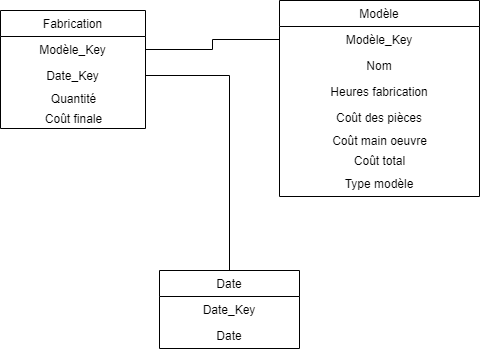 Fabrication
Modèle_Key
Date_Key
Quantité
Coût finale
Modèle
Modèle_Key
Nom
Heures fabrication
Coût des pièces
Coût main oeuvre
Coût total
Type modèle
Date
Date_Key
Date